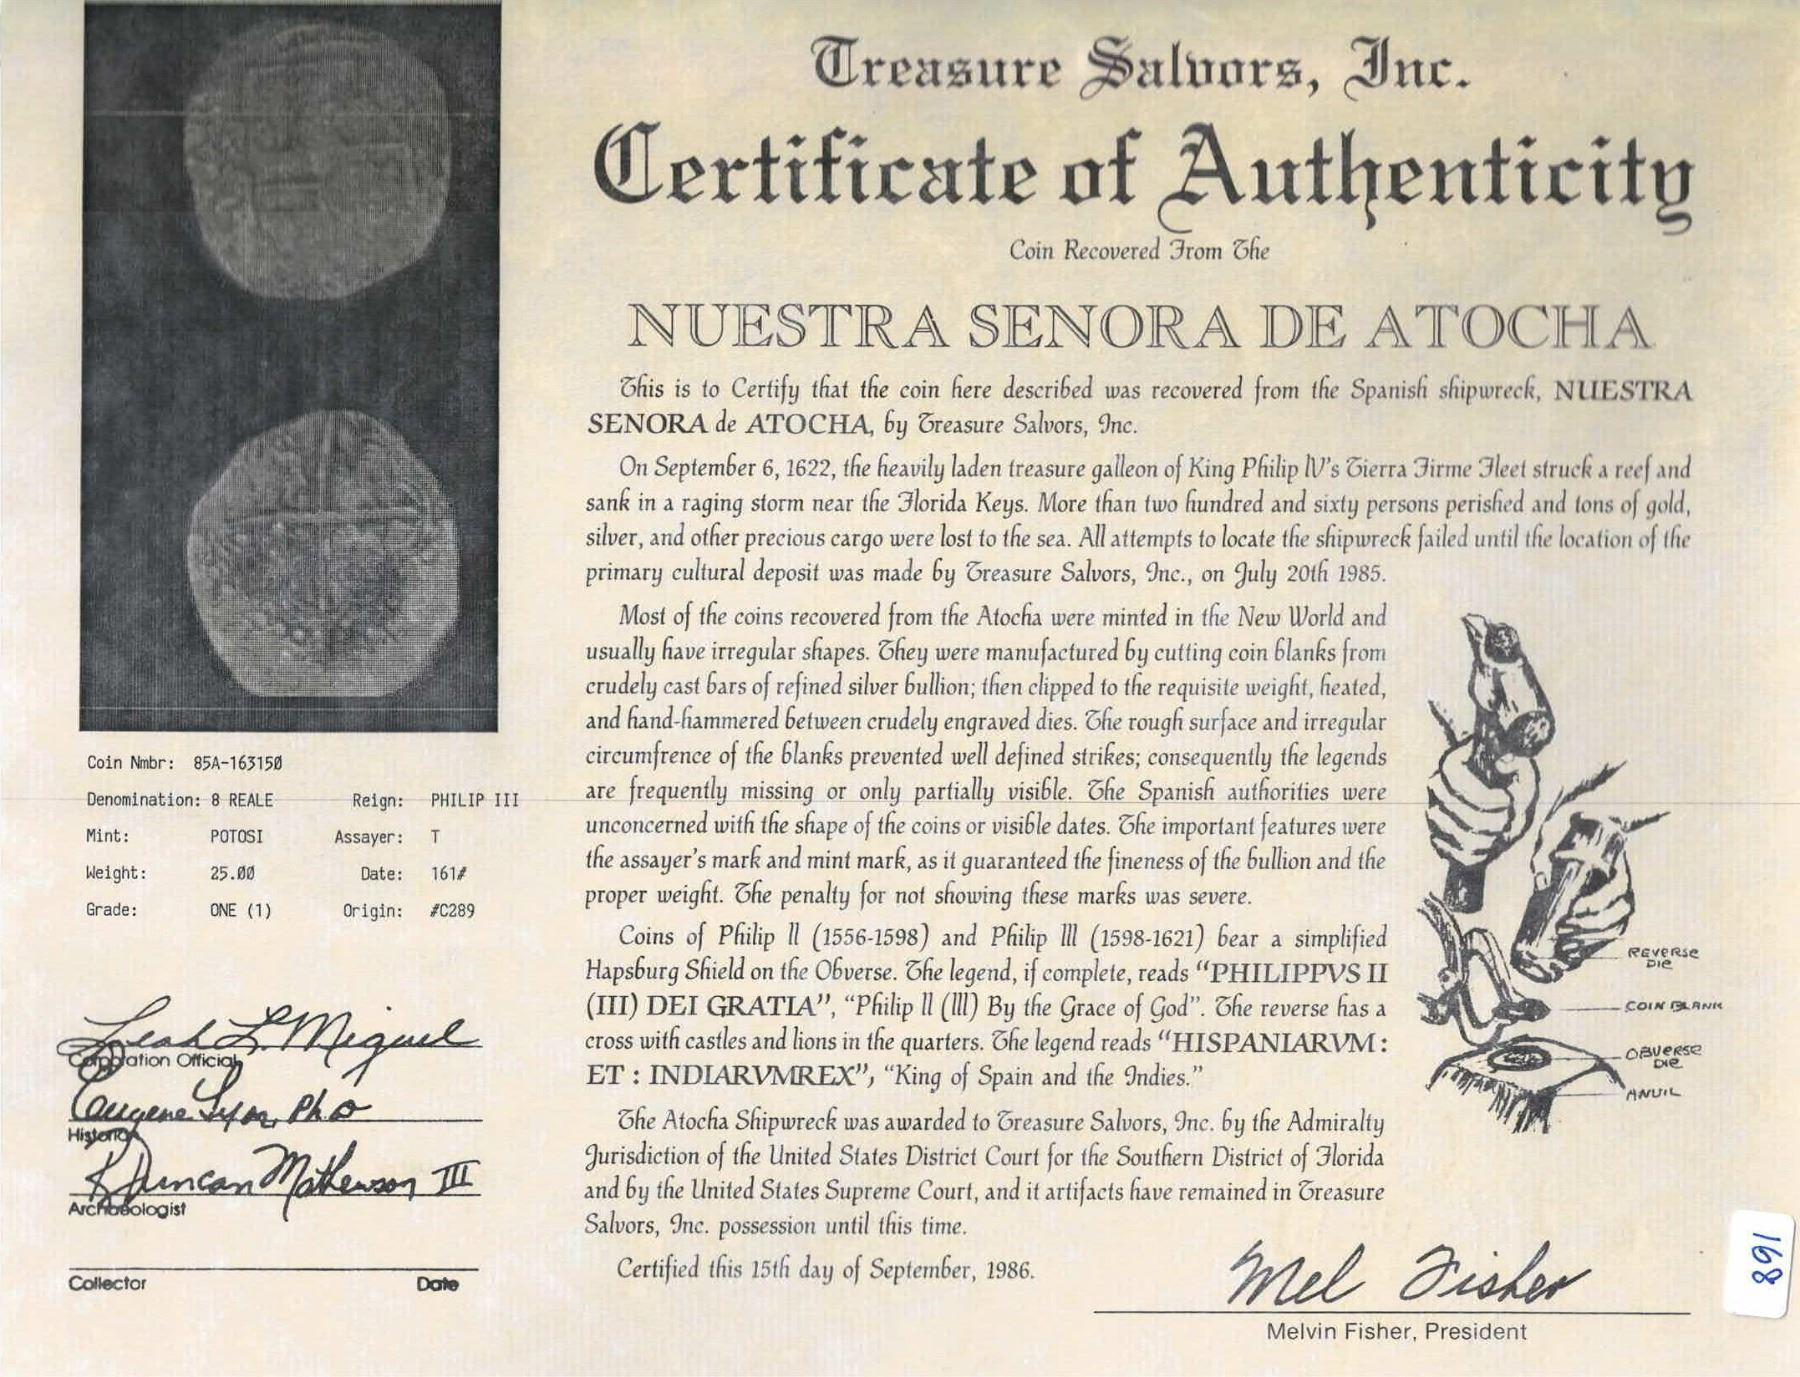 Treasure Salvors, Inc.
Certificate of Authenticity
Coin Recovered From The
NUESTRA SENORA DE ATOCHA
This is to Certify that the coin here described was recovered from the Spanish shipwreck, NUESTRA
SENORA de ATOCHA, by Treasure Salvors, Inc.
On September 6, 1622, the heavily laden treasure galleon of King Philip IV's Tierra Firme Fleet struck a reef and
sank in a raging storm near the Florida Keys. More than two hundred and sixty persons perished and tons of gold,
silver, and other precious cargo were lost to the sea. All attempts to locate the shipwreck failed until the location of the
primary cultural deposit was made by Treasure Salvors, Inc., on July 20th 1985.
Most of the coins recovered from the Atocha were minted in the New World and
usually have irregular shapes. They were manufactured by cutting coin blanks from
crudely cast bars of refined silver bullion; then clipped to the requisite weight, heated,
and hand-hammered between crudely engraved dies. The rough surface and irregular
circumfrence of the blanks prevented well defined strikes; consequently the legends
are frequently missing or only partially visible. The Spanish authorities were
unconcerned with the shape of the coins or visible dates. The important features were
the assayer's mark and mint mark, as it guaranteed the fineness of the bullion and the
proper weight. The penalty for not showing these marks was severe.
Coins of Philip II (1556-1598) and Philip III (1598-1621) bear a simplified
Hapsburg Shield on the Obverse. The legend, if complete, reads "PHILIPPVS II
(III) DEI GRATIA", "Philip II (III) By the Grace of God". The reverse has a
cross with castles and lions in the quarters. The legend reads "HISPANIARVM :
ET : INDIARVMREX", "King of Spain and the Indies."
The Atocha Shipwreck was awarded to Treasure Salvors, Inc. by the Admiralty
Jurisdiction of the United States District Court for the Southern District of Florida
and by the United States Supreme Court, and it artifacts have remained in Treasure
Salvors, Inc. possession until this time.
Certified this 15th day of September, 1986.
Mel Fisher
Melvin Fisher, President
REVERSE
DIE
COIN BLANK
OBVERSE
DIE
ANVIL
168
Coin Nmbr: 85A-163150
Denomination: 8 REALE Reign: PHILIP III
Mint: POTOSI Assayer: T
Weight: 25.00 Date: 161#
Grade: ONE (1) Origin: #C289
Leah L. Miguel
Corporation Official
Eugene Lyon, PhD
Historian
R Duncan Mathewson III
Archaeologist
Collector Date